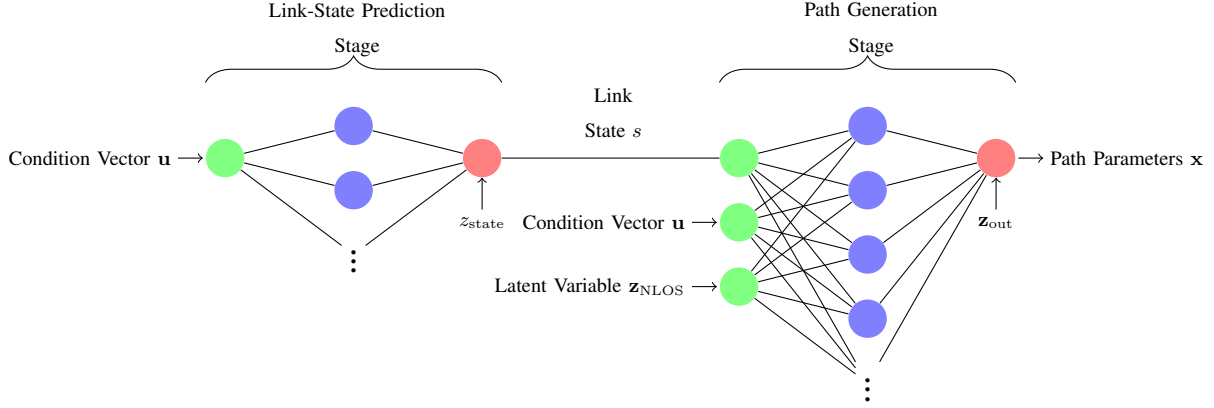 Link-State Prediction
Stage
Path Generation
Stage
Link
State s
Condition Vector u
Path Parameters x
z_state
Condition Vector u
z_out
Latent Variable z_NLOS